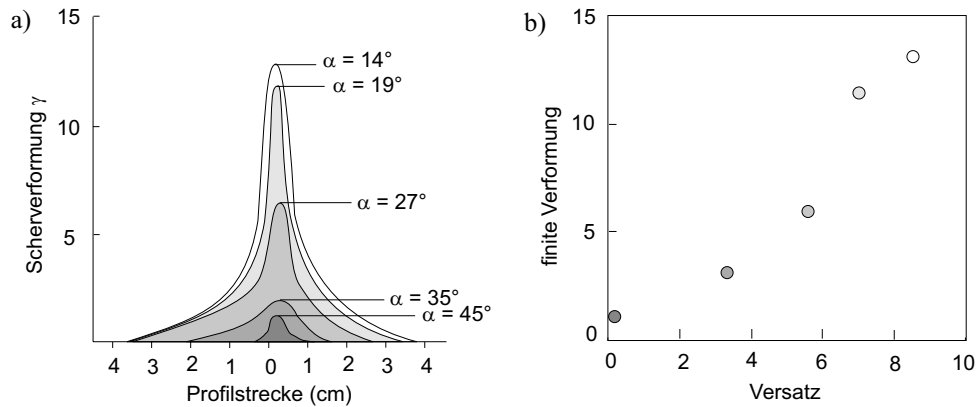 a)
15
10
5
Scherverformung γ
α = 14°
α = 19°
α = 27°
α = 35°
α = 45°
4 3 2 1 0 1 2 3 4
Profilstrecke (cm)
b)
15
10
5
0
finite Verformung
0 2 4 6 8 10
Versatz